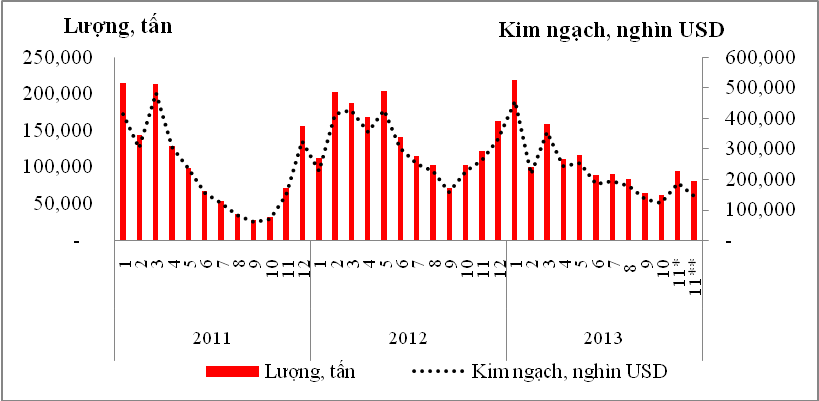 Lượng, tấn
Kim ngạch, nghìn USD
250,000
200,000
150,000
100,000
50,000
-
600,000
500,000
400,000
300,000
200,000
100,000
-
1 2 3 4 5 6 7 8 9 10 11 12 1 2 3 4 5 6 7 8 9 10 11 12 1 2 3 4 5 6 7 8 9 10 11* 11**
2011 2012 2013
Lượng, tấn Kim ngạch, nghìn USD